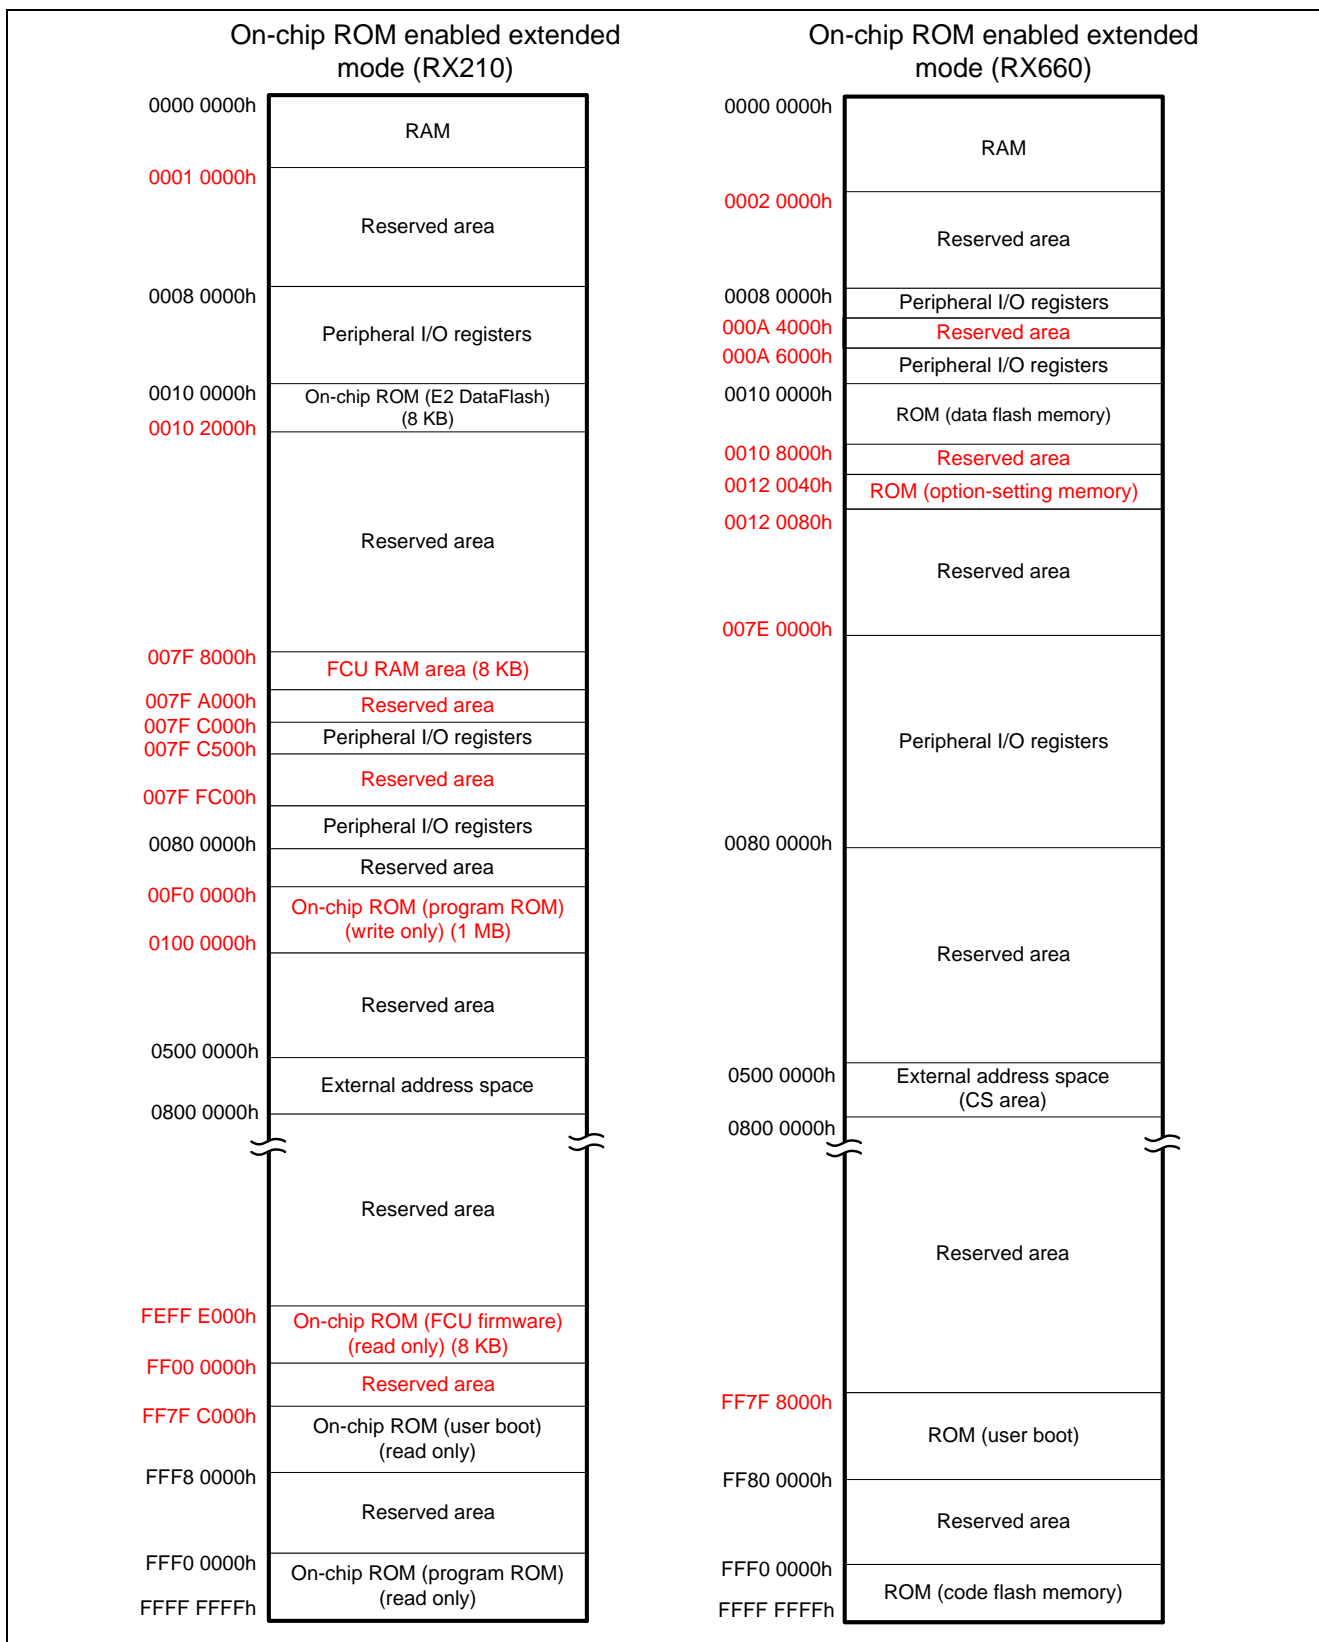 On-chip ROM enabled extended
mode (RX210)
0000 0000h
RAM
0001 0000h
Reserved area
0008 0000h
Peripheral I/O registers
0010 0000h
On-chip ROM (E2 DataFlash)
(8 KB)
0010 2000h
Reserved area
007F 8000h
FCU RAM area (8 KB)
007F A000h
Reserved area
007F C000h
Peripheral I/O registers
007F C500h
Reserved area
007F FC00h
Peripheral I/O registers
0080 0000h
Reserved area
00F0 0000h
On-chip ROM (program ROM)
(write only) (1 MB)
0100 0000h
Reserved area
0500 0000h
External address space
0800 0000h
Reserved area
FEFF E000h
On-chip ROM (FCU firmware)
(read only) (8 KB)
FF00 0000h
Reserved area
FF7F C000h
On-chip ROM (user boot)
(read only)
FFF8 0000h
Reserved area
FFF0 0000h
On-chip ROM (program ROM)
(read only)
FFFF FFFFh
On-chip ROM enabled extended
mode (RX660)
0000 0000h
RAM
0002 0000h
Reserved area
0008 0000h
Peripheral I/O registers
000A 4000h
Reserved area
000A 6000h
Peripheral I/O registers
0010 0000h
ROM (data flash memory)
0010 8000h
Reserved area
0012 0040h
ROM (option-setting memory)
0012 0080h
Reserved area
007E 0000h
Peripheral I/O registers
0080 0000h
Reserved area
0500 0000h
External address space
(CS area)
0800 0000h
Reserved area
FF7F 8000h
ROM (user boot)
FF80 0000h
Reserved area
FFF0 0000h
ROM (code flash memory)
FFFF FFFFh